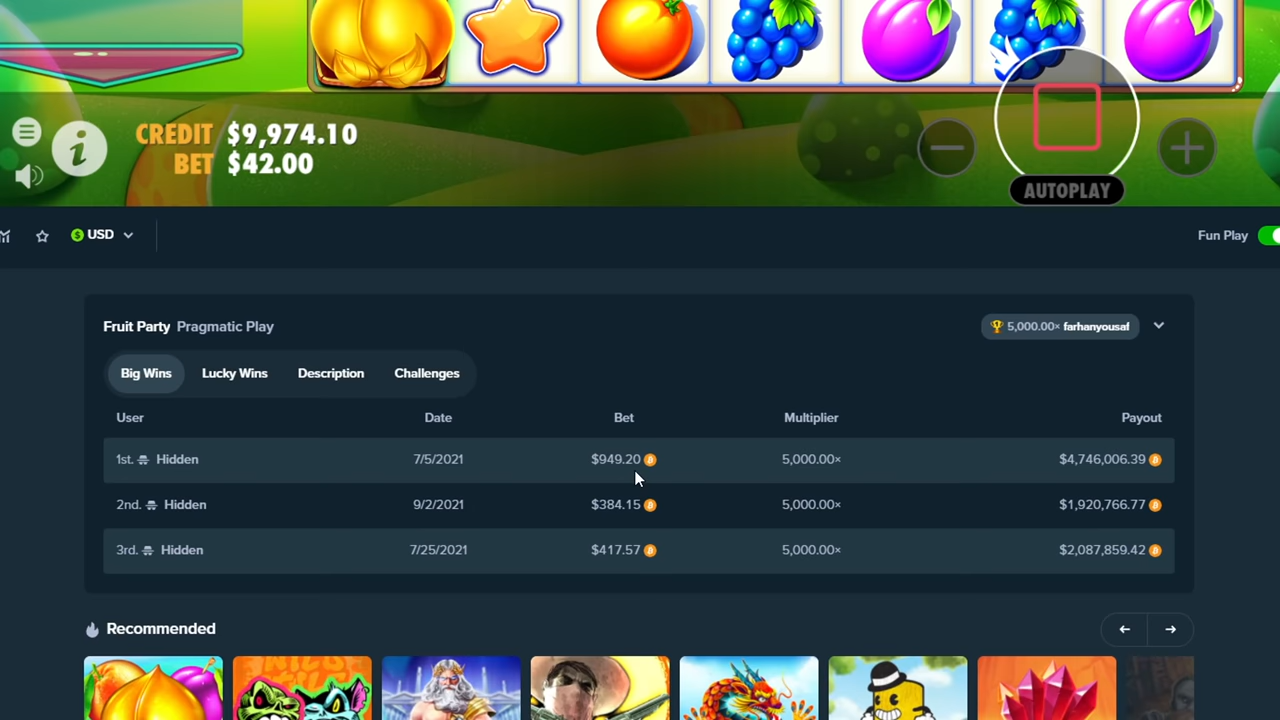 CREDIT $9,974.10
BET $42.00
AUTOPLAY
USD
Fun Play
Fruit Party Pragmatic Play
5,000.00× farhanyousaf
Big Wins Lucky Wins Description Challenges
User Date Bet Multiplier Payout
1st. Hidden 7/5/2021 $949.20 5,000.00× $4,746,006.39
2nd. Hidden 9/2/2021 $384.15 5,000.00× $1,920,766.77
3rd. Hidden 7/25/2021 $417.57 5,000.00× $2,087,859.42
Recommended